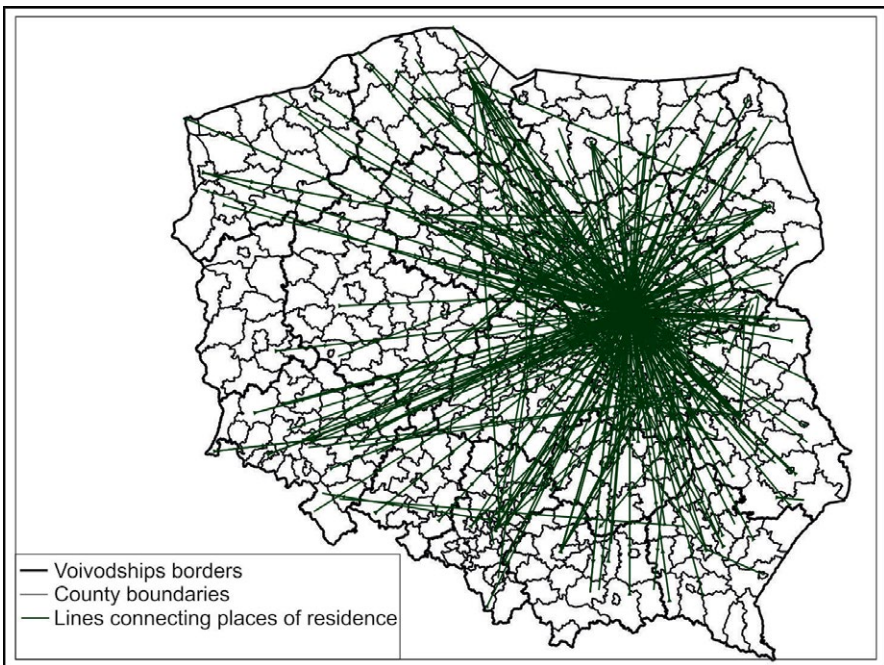 Voivodships borders
County boundaries
Lines connecting places of residence